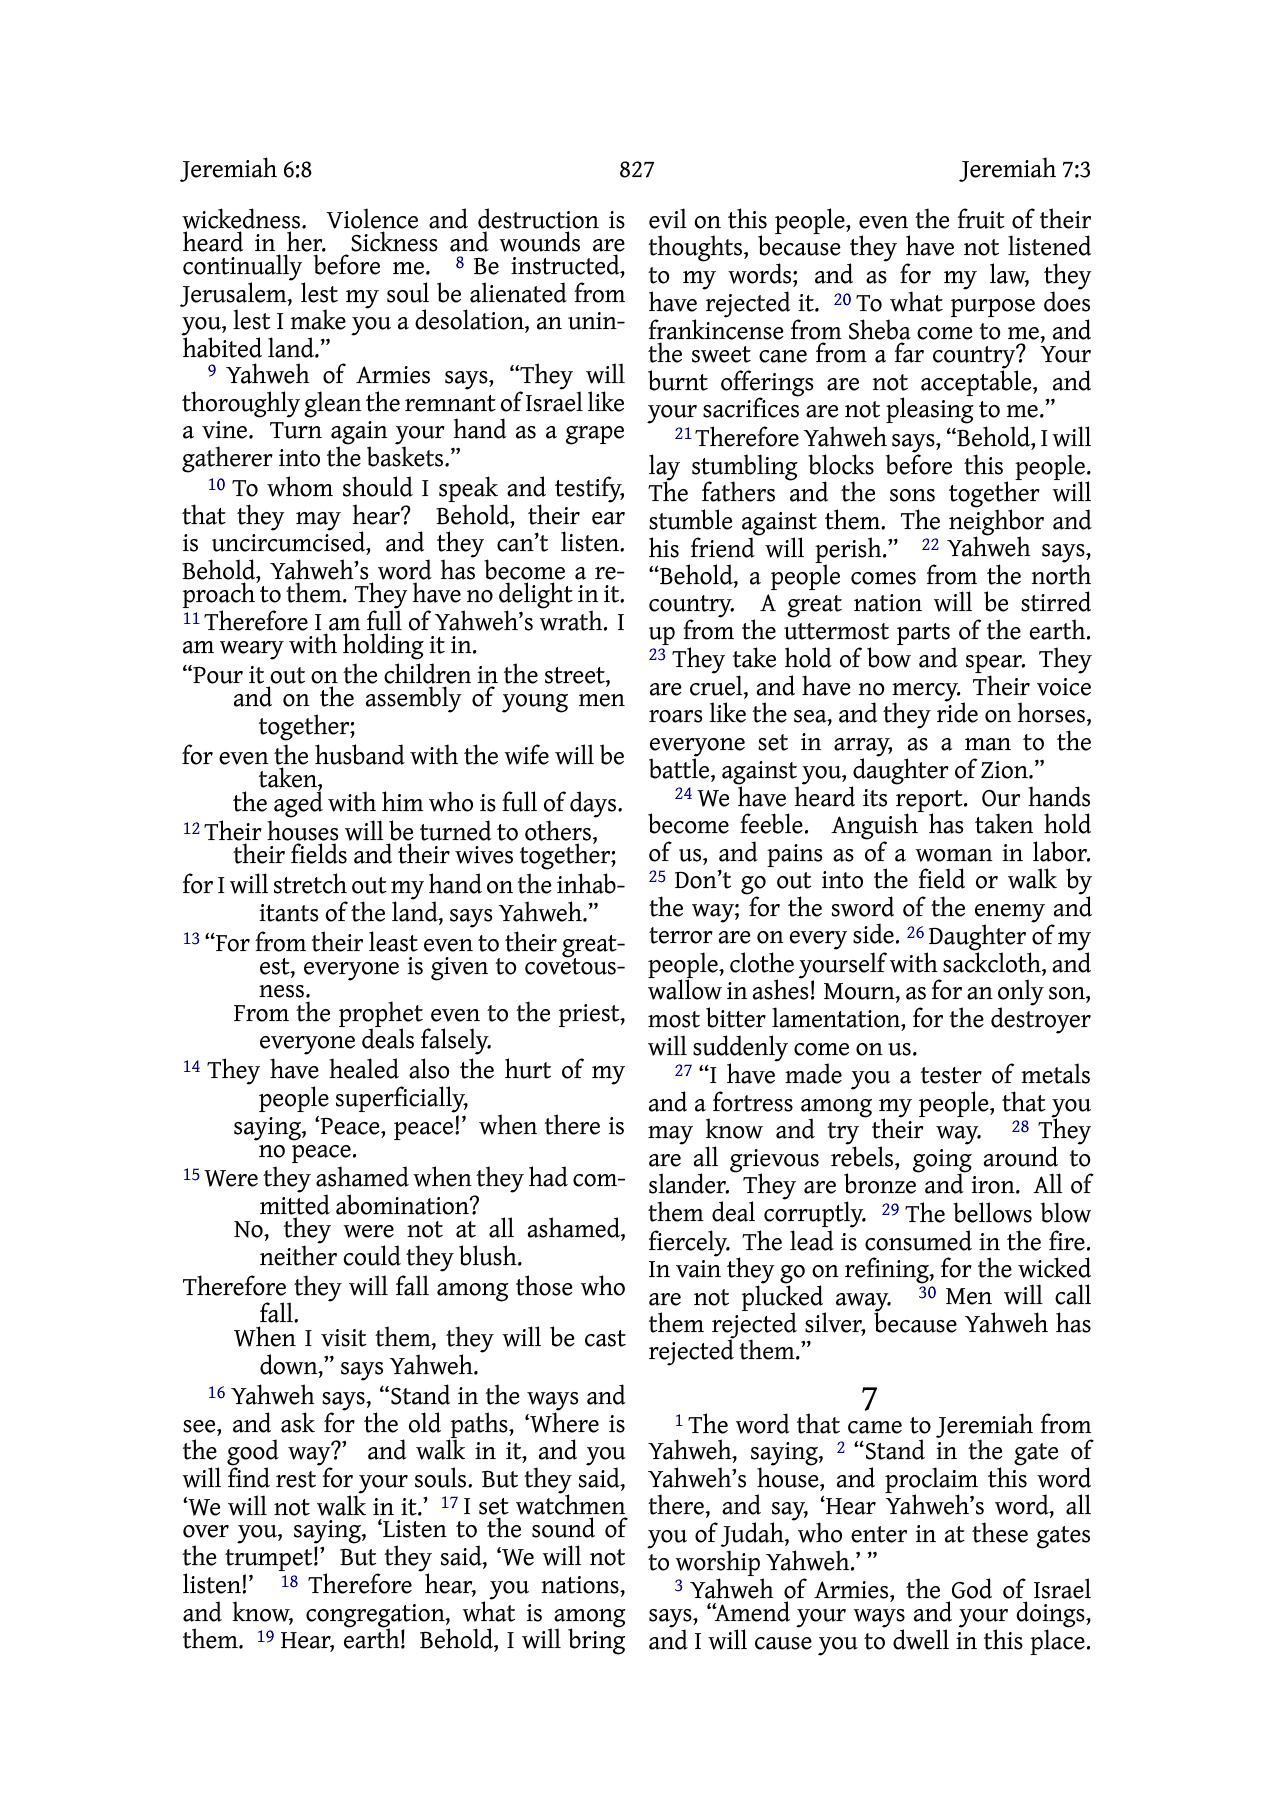 Jeremiah 6:8
827
Jeremiah 7:3
wickedness. Violence and destruction is
heard in her. Sickness and wounds are
continually before me. 8 Be instructed,
Jerusalem, lest my soul be alienated from
you, lest I make you a desolation, an unin-
habited land.”
9 Yahweh of Armies says, “They will
thoroughly glean the remnant of Israel like
a vine. Turn again your hand as a grape
gatherer into the baskets.”
10 To whom should I speak and testify,
that they may hear? Behold, their ear
is uncircumcised, and they can’t listen.
Behold, Yahweh’s word has become a re-
proach to them. They have no delight in it.
11 Therefore I am full of Yahweh’s wrath. I
am weary with holding it in.
“Pour it out on the children in the street,
and on the assembly of young men
together;
for even the husband with the wife will be
taken,
the aged with him who is full of days.
12 Their houses will be turned to others,
their fields and their wives together;
for I will stretch out my hand on the inhab-
itants of the land, says Yahweh.”
13 “For from their least even to their great-
est, everyone is given to covetous-
ness.
From the prophet even to the priest,
everyone deals falsely.
14 They have healed also the hurt of my
people superficially,
saying, ‘Peace, peace!’ when there is
no peace.
15 Were they ashamed when they had com-
mitted abomination?
No, they were not at all ashamed,
neither could they blush.
Therefore they will fall among those who
fall.
When I visit them, they will be cast
down,” says Yahweh.
16 Yahweh says, “Stand in the ways and
see, and ask for the old paths, ‘Where is
the good way?’ and walk in it, and you
will find rest for your souls. But they said,
‘We will not walk in it.’ 17 I set watchmen
over you, saying, ‘Listen to the sound of
the trumpet!’ But they said, ‘We will not
listen!’ 18 Therefore hear, you nations,
and know, congregation, what is among
them. 19 Hear, earth! Behold, I will bring
evil on this people, even the fruit of their
thoughts, because they have not listened
to my words; and as for my law, they
have rejected it. 20 To what purpose does
frankincense from Sheba come to me, and
the sweet cane from a far country? Your
burnt offerings are not acceptable, and
your sacrifices are not pleasing to me.”
21 Therefore Yahweh says, “Behold, I will
lay stumbling blocks before this people.
The fathers and the sons together will
stumble against them. The neighbor and
his friend will perish.” 22 Yahweh says,
“Behold, a people comes from the north
country. A great nation will be stirred
up from the uttermost parts of the earth.
23 They take hold of bow and spear. They
are cruel, and have no mercy. Their voice
roars like the sea, and they ride on horses,
everyone set in array, as a man to the
battle, against you, daughter of Zion.”
24 We have heard its report. Our hands
become feeble. Anguish has taken hold
of us, and pains as of a woman in labor.
25 Don’t go out into the field or walk by
the way; for the sword of the enemy and
terror are on every side. 26 Daughter of my
people, clothe yourself with sackcloth, and
wallow in ashes! Mourn, as for an only son,
most bitter lamentation, for the destroyer
will suddenly come on us.
27 “I have made you a tester of metals
and a fortress among my people, that you
may know and try their way. 28 They
are all grievous rebels, going around to
slander. They are bronze and iron. All of
them deal corruptly. 29 The bellows blow
fiercely. The lead is consumed in the fire.
In vain they go on refining, for the wicked
are not plucked away. 30 Men will call
them rejected silver, because Yahweh has
rejected them.”
7
1 The word that came to Jeremiah from
Yahweh, saying, 2 “Stand in the gate of
Yahweh’s house, and proclaim this word
there, and say, ‘Hear Yahweh’s word, all
you of Judah, who enter in at these gates
to worship Yahweh.’ ”
3 Yahweh of Armies, the God of Israel
says, “Amend your ways and your doings,
and I will cause you to dwell in this place.